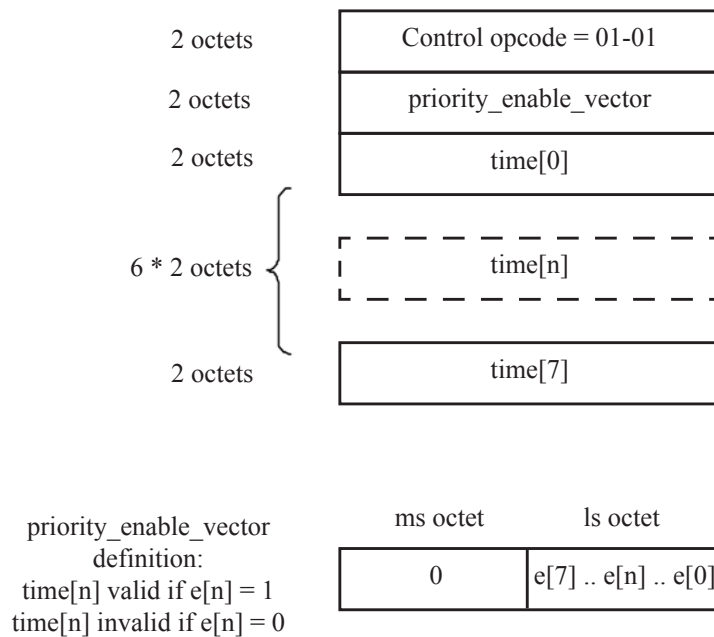 2 octets Control opcode = 01-01
2 octets priority_enable_vector
2 octets time[0]
6 * 2 octets time[n]
2 octets time[7]
priority_enable_vector
definition:
time[n] valid if e[n] = 1
time[n] invalid if e[n] = 0
ms octet ls octet
0 e[7] .. e[n] .. e[0]